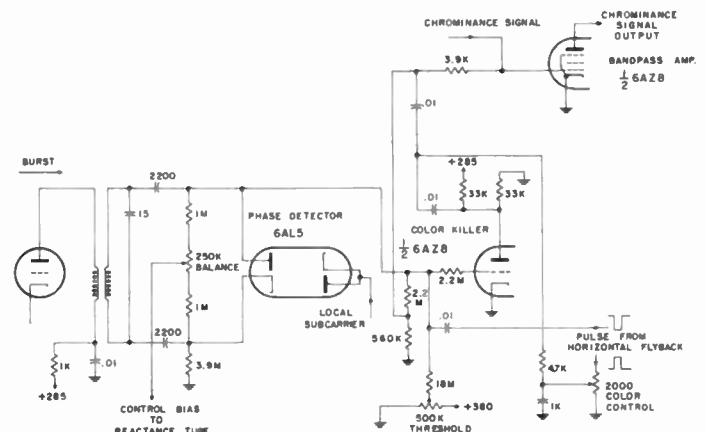 CHROMINANCE SIGNAL
CHROMINANCE
SIGNAL
OUTPUT
BANDPASS AMP.
½ 6AZ8
3.9K
.01
+285
33K
33K
.01
COLOR KILLER
½ 6AZ8
BURST
2200
15
1M
250K
BALANCE
1M
2200
3.9M
PHASE DETECTOR
6AL5
LOCAL
SUBCARRIER
2.2
M
2.2M
560K
.01
PULSE FROM
HORIZONTAL FLYBACK
47K
1K
2000
COLOR
CONTROL
18M
+380
500K
THRESHOLD
1K
.01
+285
CONTROL BIAS
TO
REACTANCE TUBE